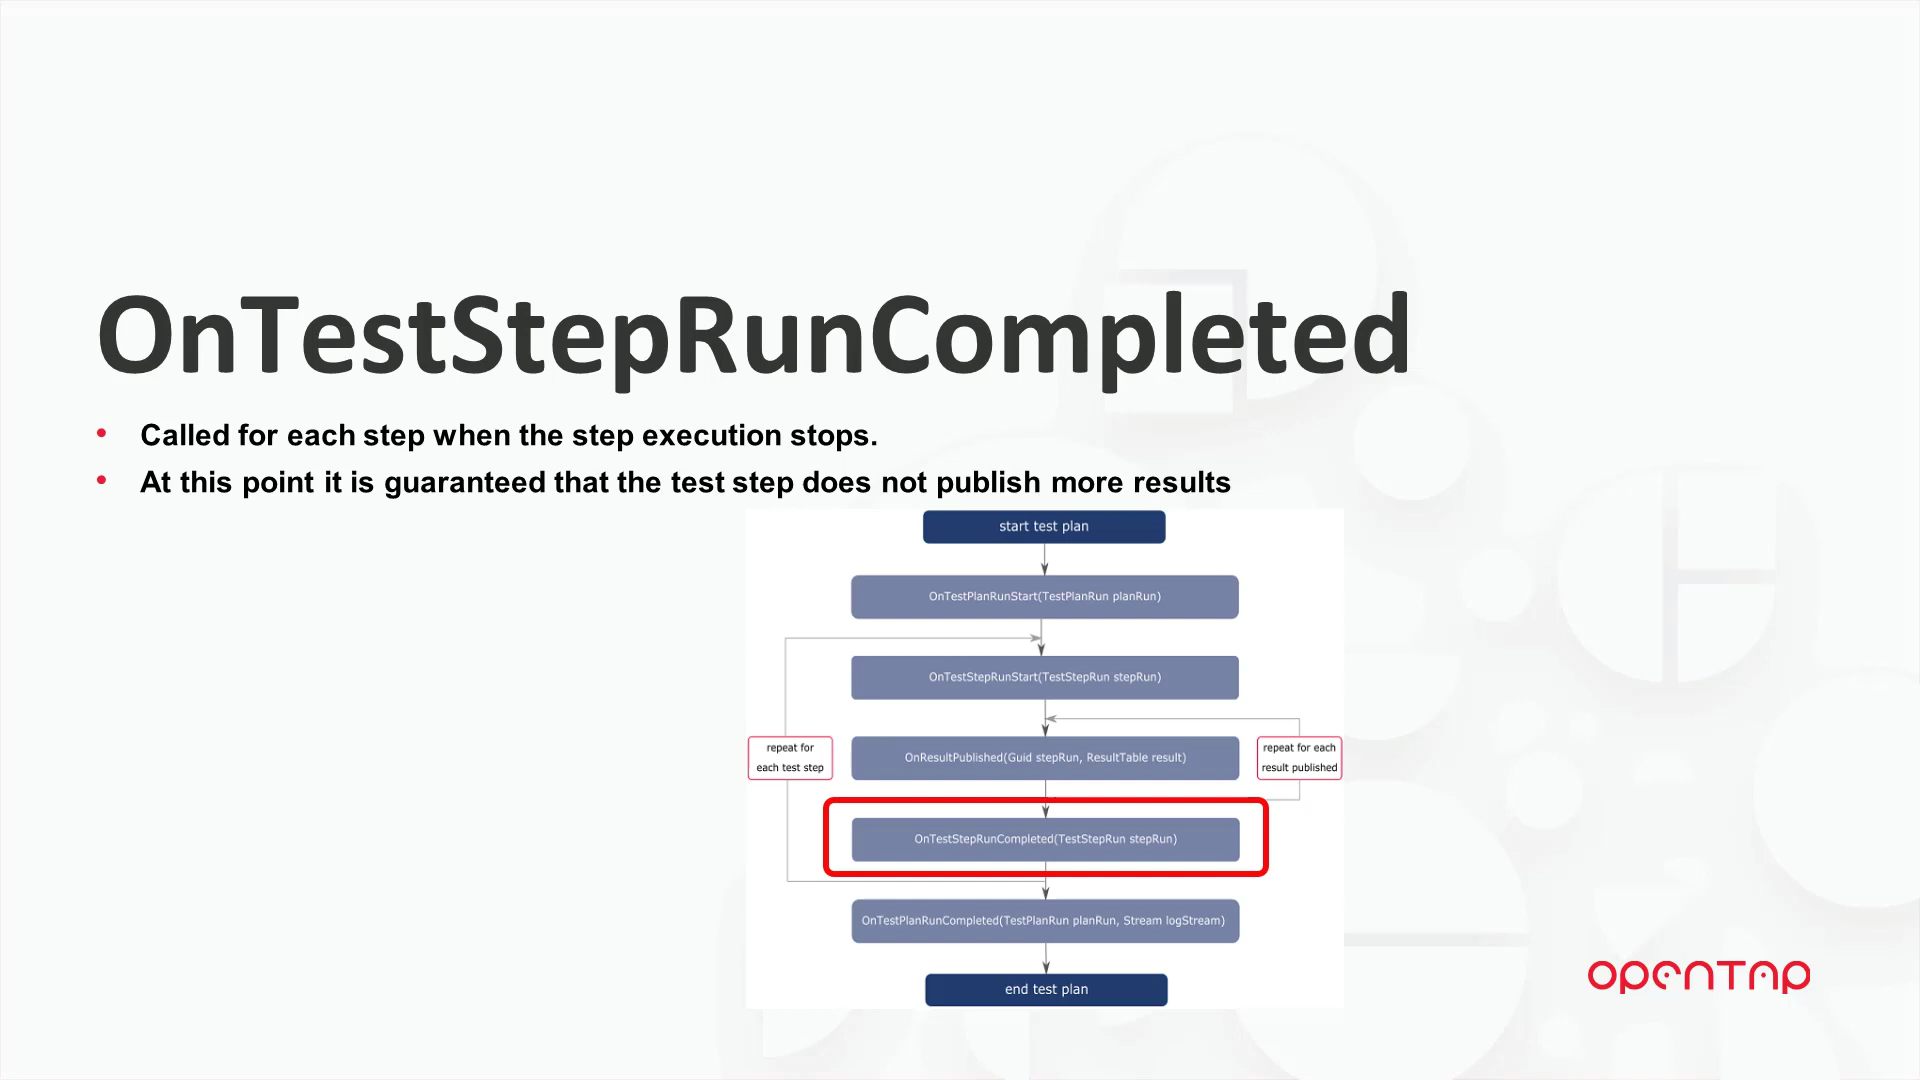 OnTestStepRunCompleted
• Called for each step when the step execution stops.
• At this point it is guaranteed that the test step does not publish more results
start test plan
OnTestPlanRunStart(TestPlanRun planRun)
OnTestStepRunStart(TestStepRun stepRun)
repeat for
each test step
OnResultPublished(Guid stepRun, ResultTable result)
repeat for each
result published
OnTestStepRunCompleted(TestStepRun stepRun)
OnTestPlanRunCompleted(TestPlanRun planRun, Stream logStream)
end test plan
OPENTAP